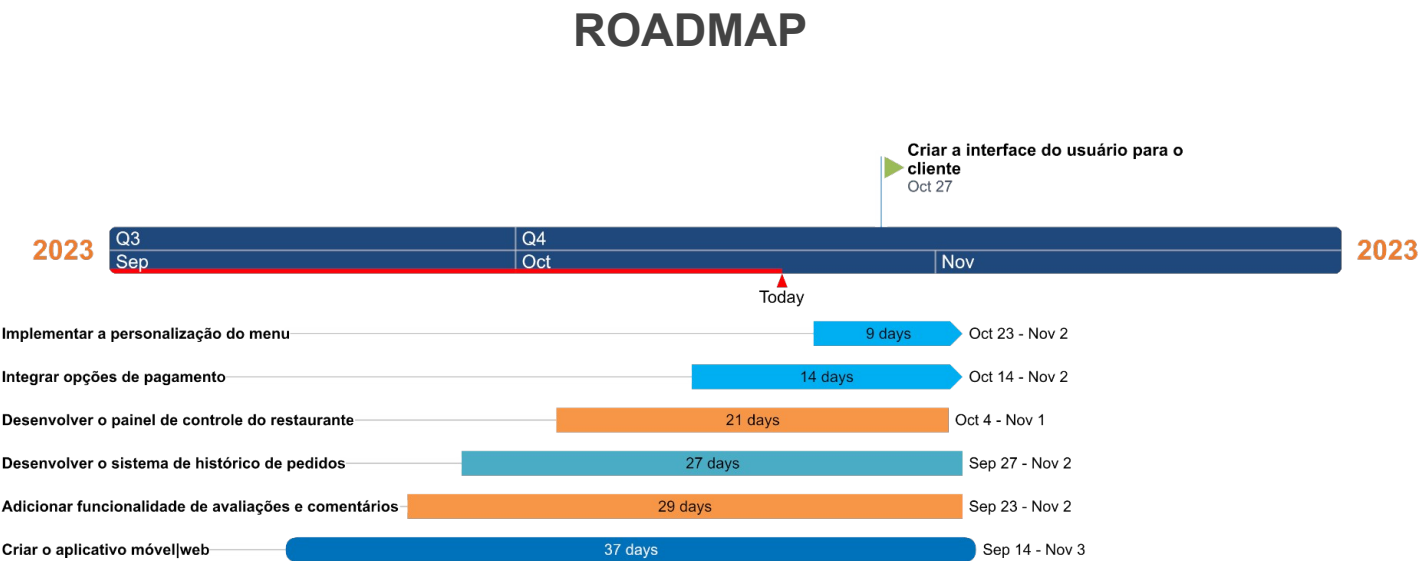 ROADMAP
Criar a interface do usuário para o
cliente
Oct 27
2023
Q3
Q4
2023
Sep
Oct
Nov
Today
Implementar a personalização do menu
9 days
Oct 23 - Nov 2
Integrar opções de pagamento
14 days
Oct 14 - Nov 2
Desenvolver o painel de controle do restaurante
21 days
Oct 4 - Nov 1
Desenvolver o sistema de histórico de pedidos
27 days
Sep 27 - Nov 2
Adicionar funcionalidade de avaliações e comentários
29 days
Sep 23 - Nov 2
Criar o aplicativo móvel|web
37 days
Sep 14 - Nov 3